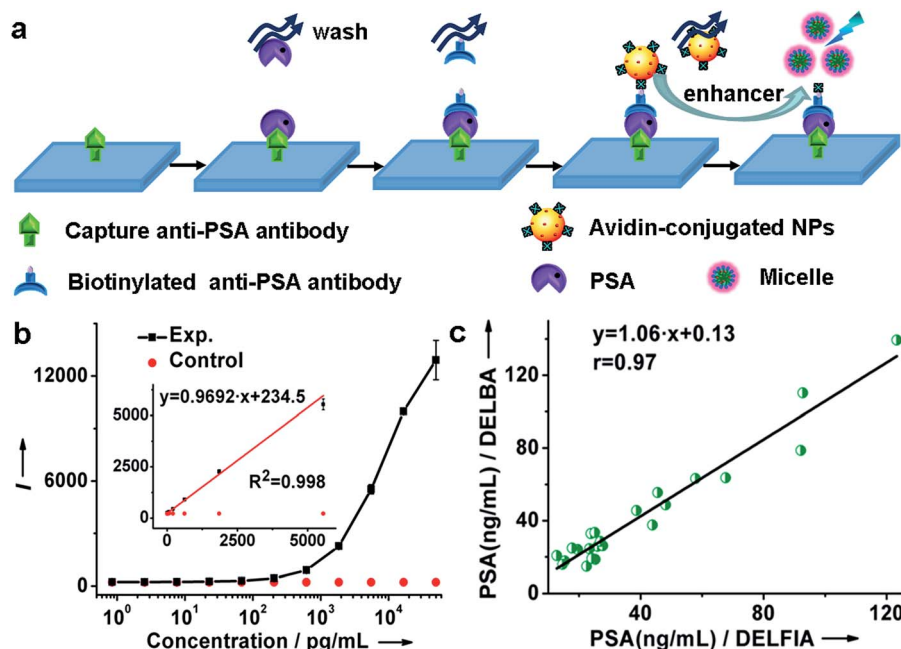 a
wash
enhancer
Capture anti-PSA antibody
Avidin-conjugated NPs
Biotinylated anti-PSA antibody
PSA
Micelle
b
Exp.
Control
y=0.9692·x+234.5
R²=0.998
5000
2500
0
0 2500 5000
12000
6000
0
I
10⁰ 10¹ 10² 10³ 10⁴
Concentration / pg/mL
c
y=1.06·x+0.13
r=0.97
120
80
40
0
PSA(ng/mL) / DELBA
40 80 120
PSA(ng/mL) / DELFIA